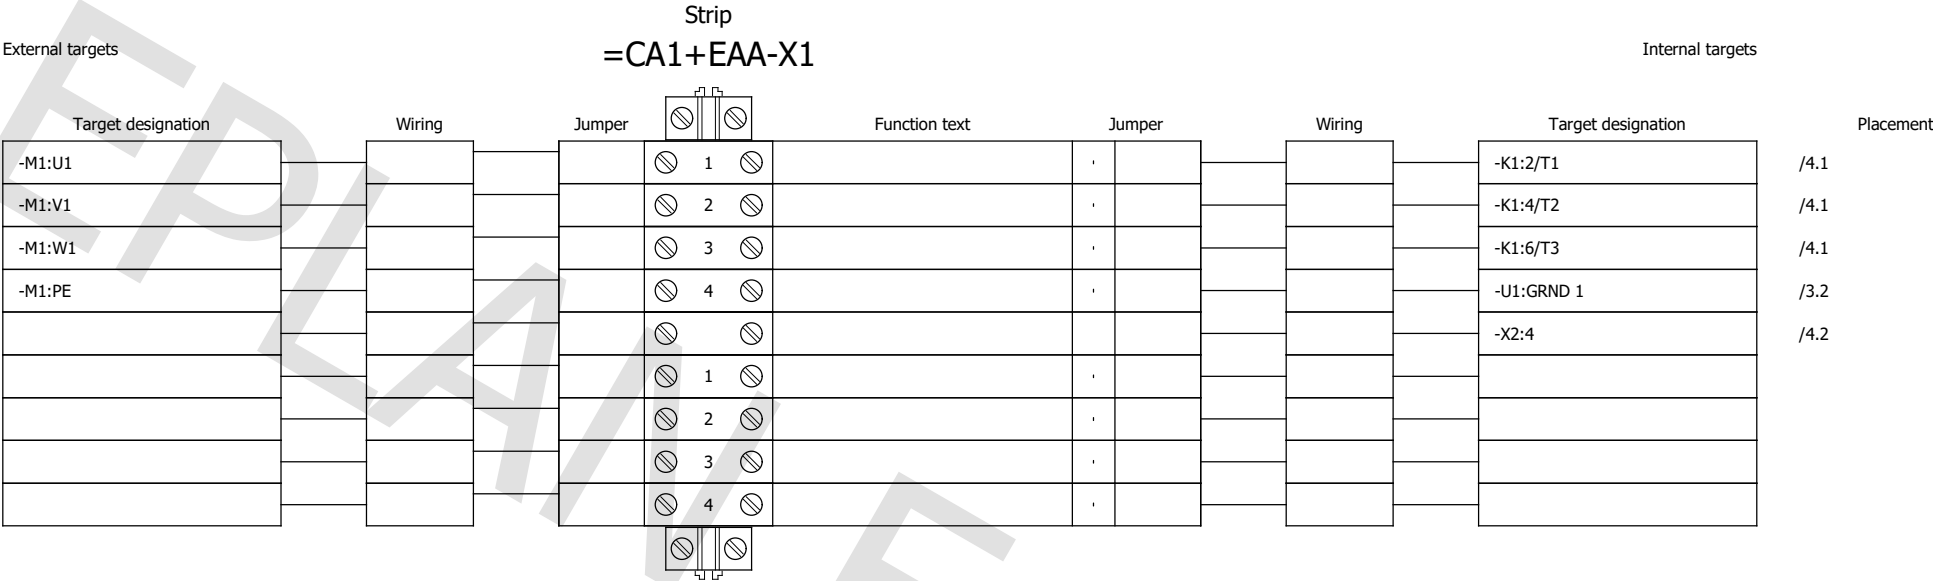 Strip
External targets
=CA1+EAA-X1
Internal targets
Target designation Wiring Jumper Function text Jumper Wiring Target designation Placement
-M1:U1 1 -K1:2/T1 /4.1
-M1:V1 2 -K1:4/T2 /4.1
-M1:W1 3 -K1:6/T3 /4.1
-M1:PE 4 -U1:GRND 1 /3.2
-X2:4 /4.2
1
2
3
4
EPLAN